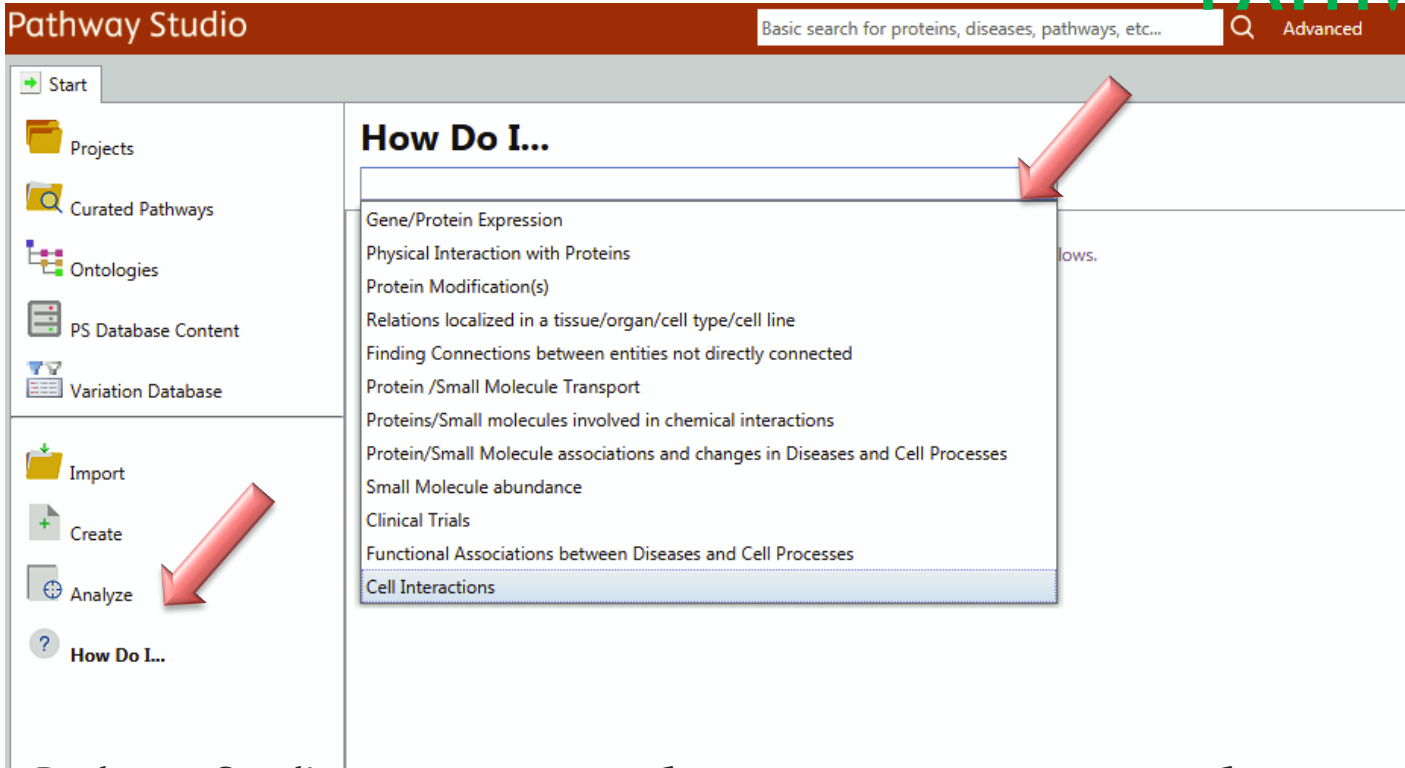 Pathway Studio
Basic search for proteins, diseases, pathways, etc...
Advanced
Start
Projects
Curated Pathways
Ontologies
PS Database Content
Variation Database
Import
Create
Analyze
How Do I...
How Do I...
Gene/Protein Expression
Physical Interaction with Proteins
lows.
Protein Modification(s)
Relations localized in a tissue/organ/cell type/cell line
Finding Connections between entities not directly connected
Protein /Small Molecule Transport
Proteins/Small molecules involved in chemical interactions
Protein/Small Molecule associations and changes in Diseases and Cell Processes
Small Molecule abundance
Clinical Trials
Functional Associations between Diseases and Cell Processes
Cell Interactions